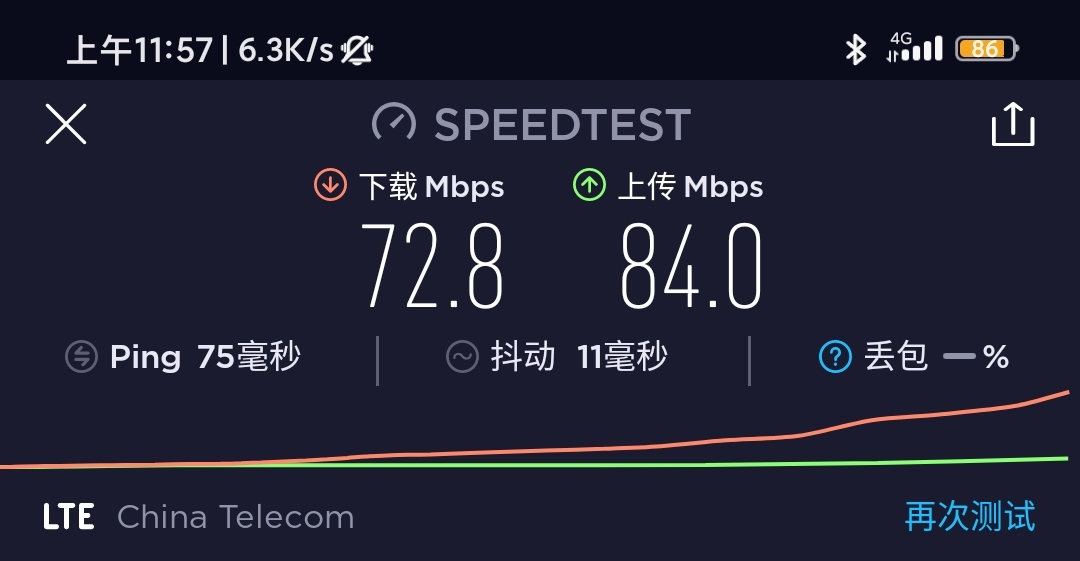 上午11:57 | 6.3K/s 4G 86
SPEEDTEST
下载 Mbps 上传 Mbps
72.8 84.0
Ping 75毫秒 抖动 11毫秒 丢包 — %
LTE China Telecom 再次测试